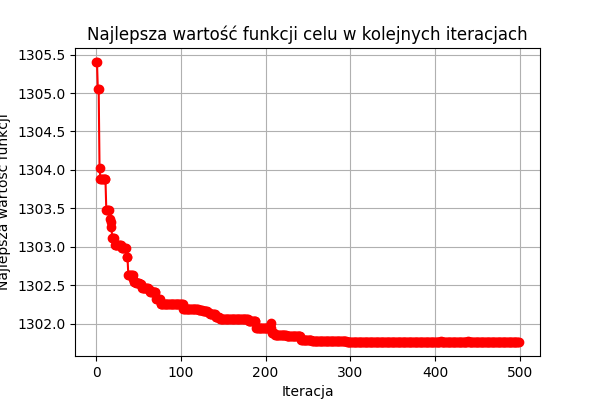 Najlepsza wartość funkcji celu w kolejnych iteracjach
Najlepsza wartość funkcji
1305.5
1305.0
1304.5
1304.0
1303.5
1303.0
1302.5
1302.0
0 100 200 300 400 500
Iteracja